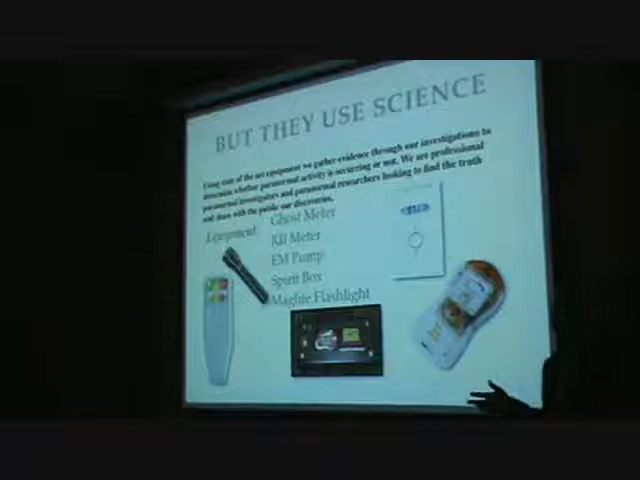 BUT THEY USE SCIENCE
Using state of the art equipment we gather evidence through our investigations to
determine whether paranormal activity is occurring or not. We are professional
paranormal investigators and paranormal researchers looking to find the truth
and share with the public our discoveries.
Equipment:
Ghost Meter
KII Meter
EM Pump
Spirit Box
Maglite Flashlight